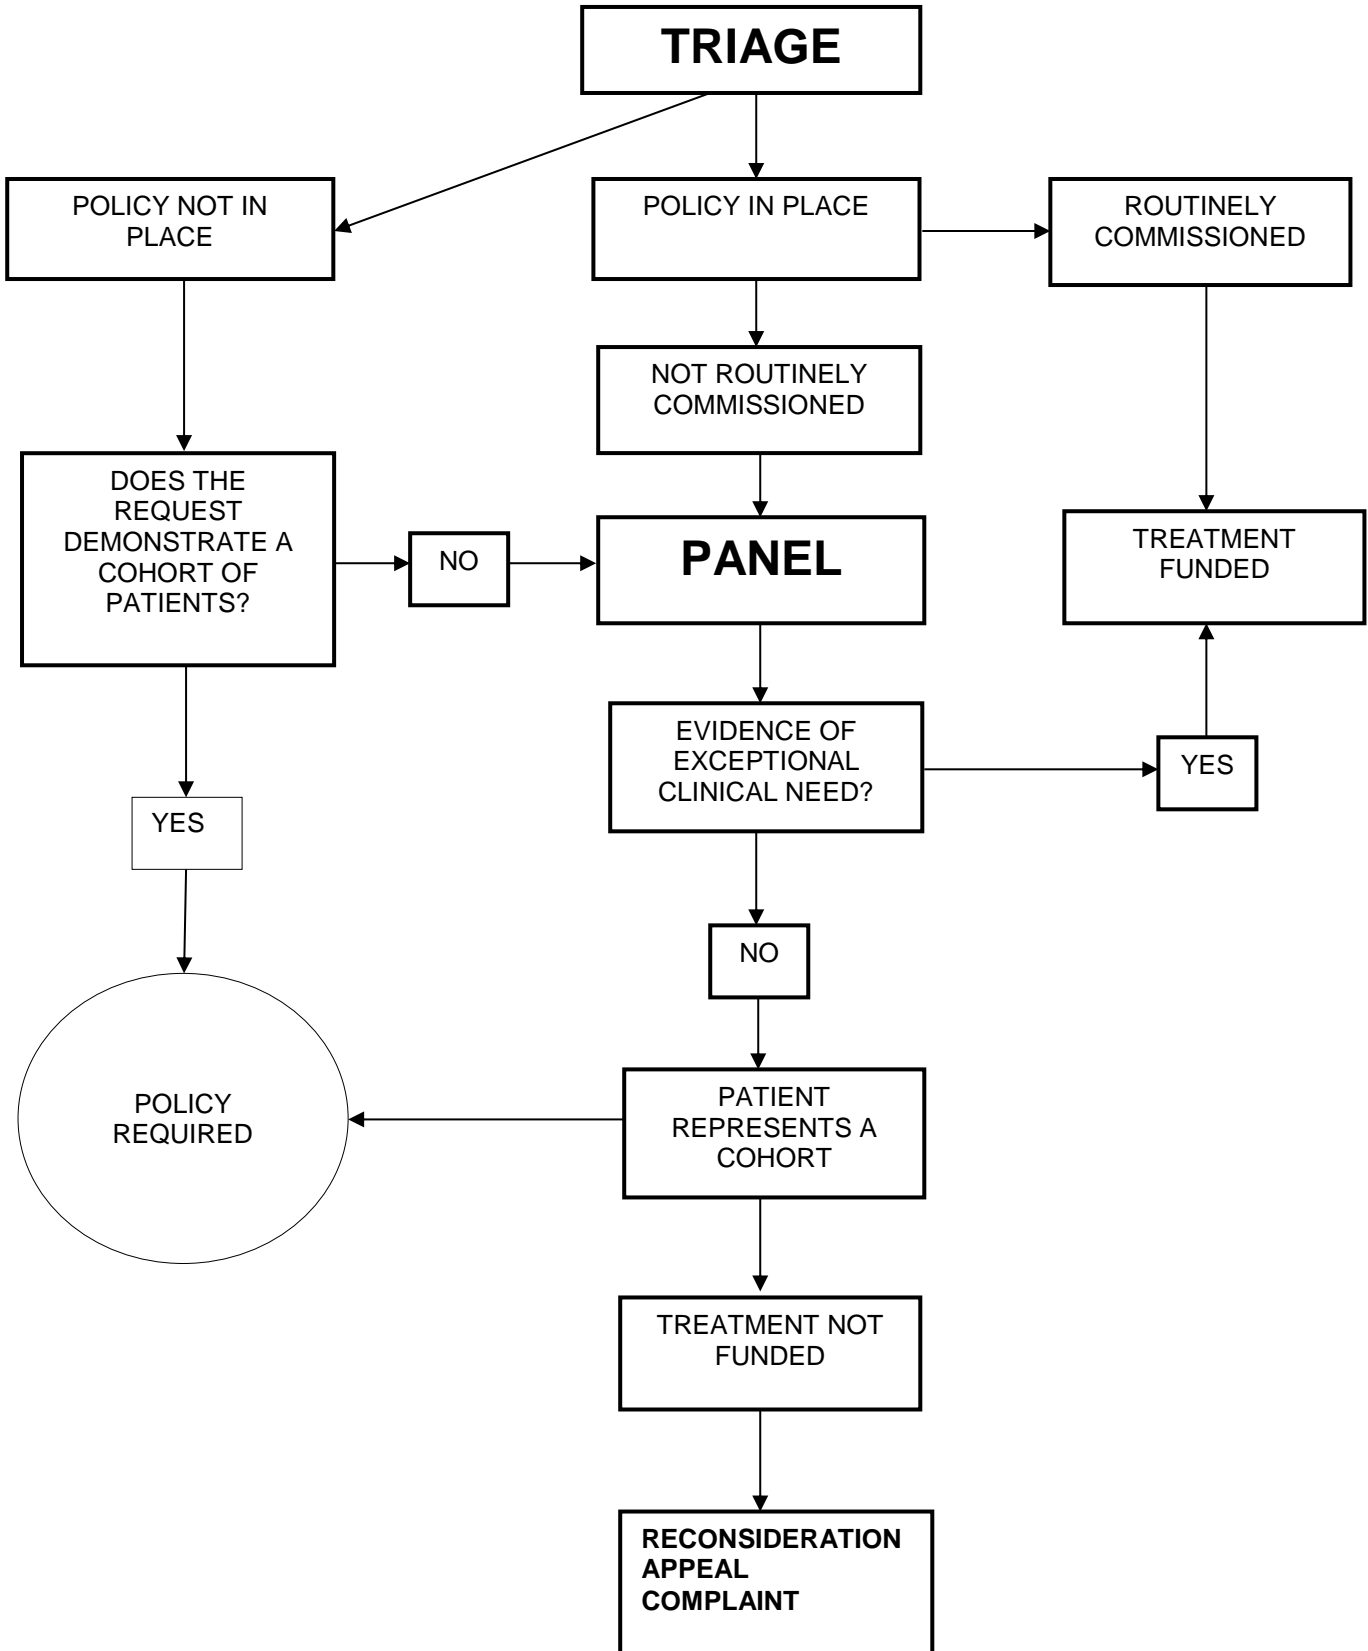 TRIAGE
POLICY NOT IN
PLACE
POLICY IN PLACE
ROUTINELY
COMMISSIONED
NOT ROUTINELY
COMMISSIONED
DOES THE
REQUEST
DEMONSTRATE A
COHORT OF
PATIENTS?
NO
PANEL
TREATMENT
FUNDED
EVIDENCE OF
EXCEPTIONAL
CLINICAL NEED?
YES
YES
NO
POLICY
REQUIRED
PATIENT
REPRESENTS A
COHORT
TREATMENT NOT
FUNDED
RECONSIDERATION
APPEAL
COMPLAINT